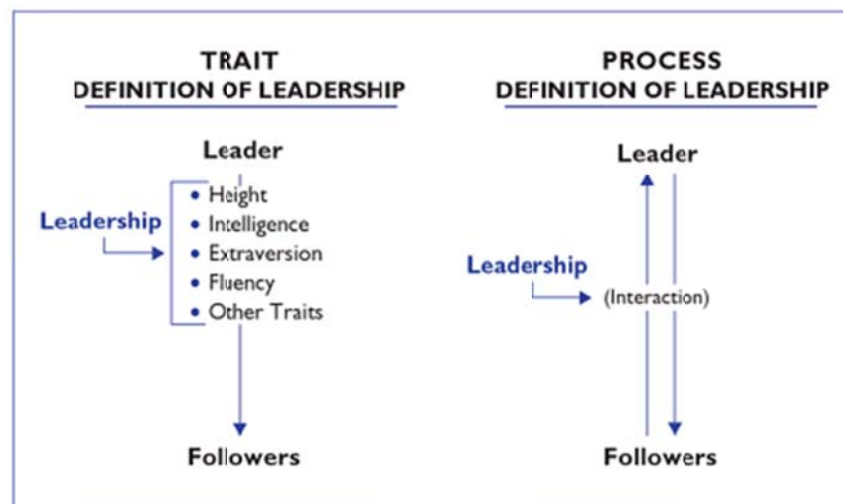 TRAIT
DEFINITION OF LEADERSHIP
Leader
Leadership
• Height
• Intelligence
• Extraversion
• Fluency
• Other Traits
Followers
PROCESS
DEFINITION OF LEADERSHIP
Leader
Leadership
(Interaction)
Followers